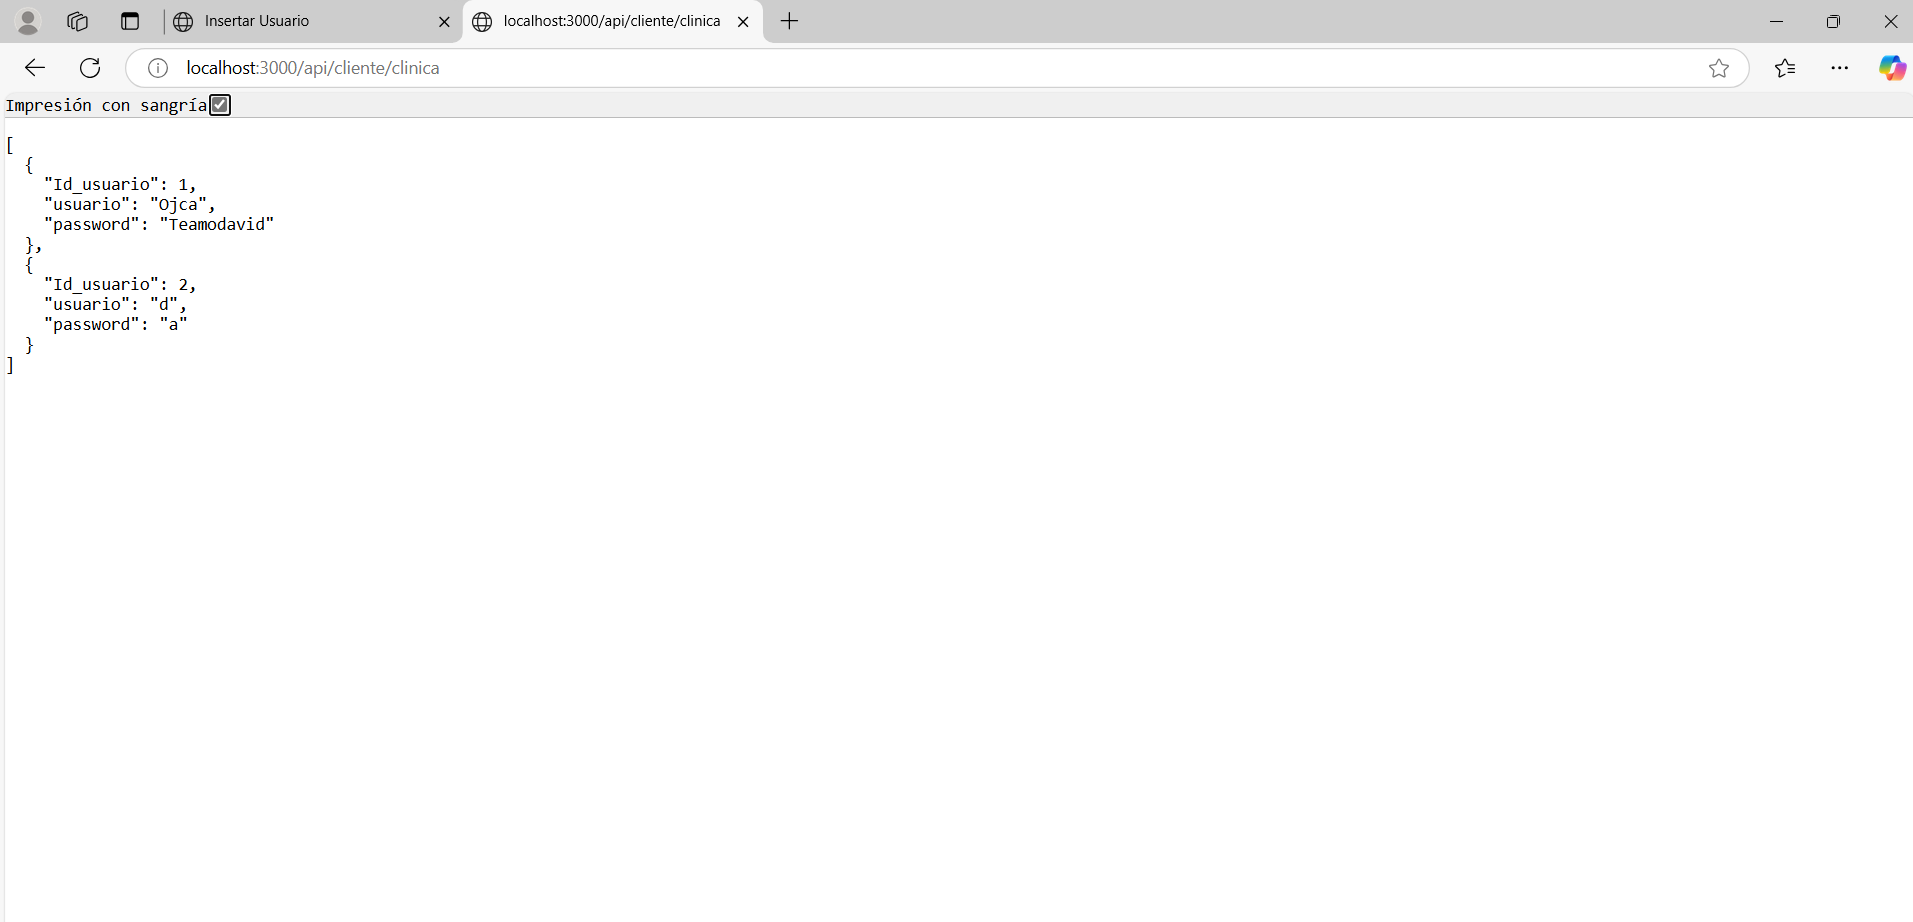 Insertar Usuario
localhost:3000/api/cliente/clinica
localhost:3000/api/cliente/clinica
Impresión con sangría
[
  {
    "Id_usuario": 1,
    "usuario": "Ojca",
    "password": "Teamodavid"
  },
  {
    "Id_usuario": 2,
    "usuario": "d",
    "password": "a"
  }
]